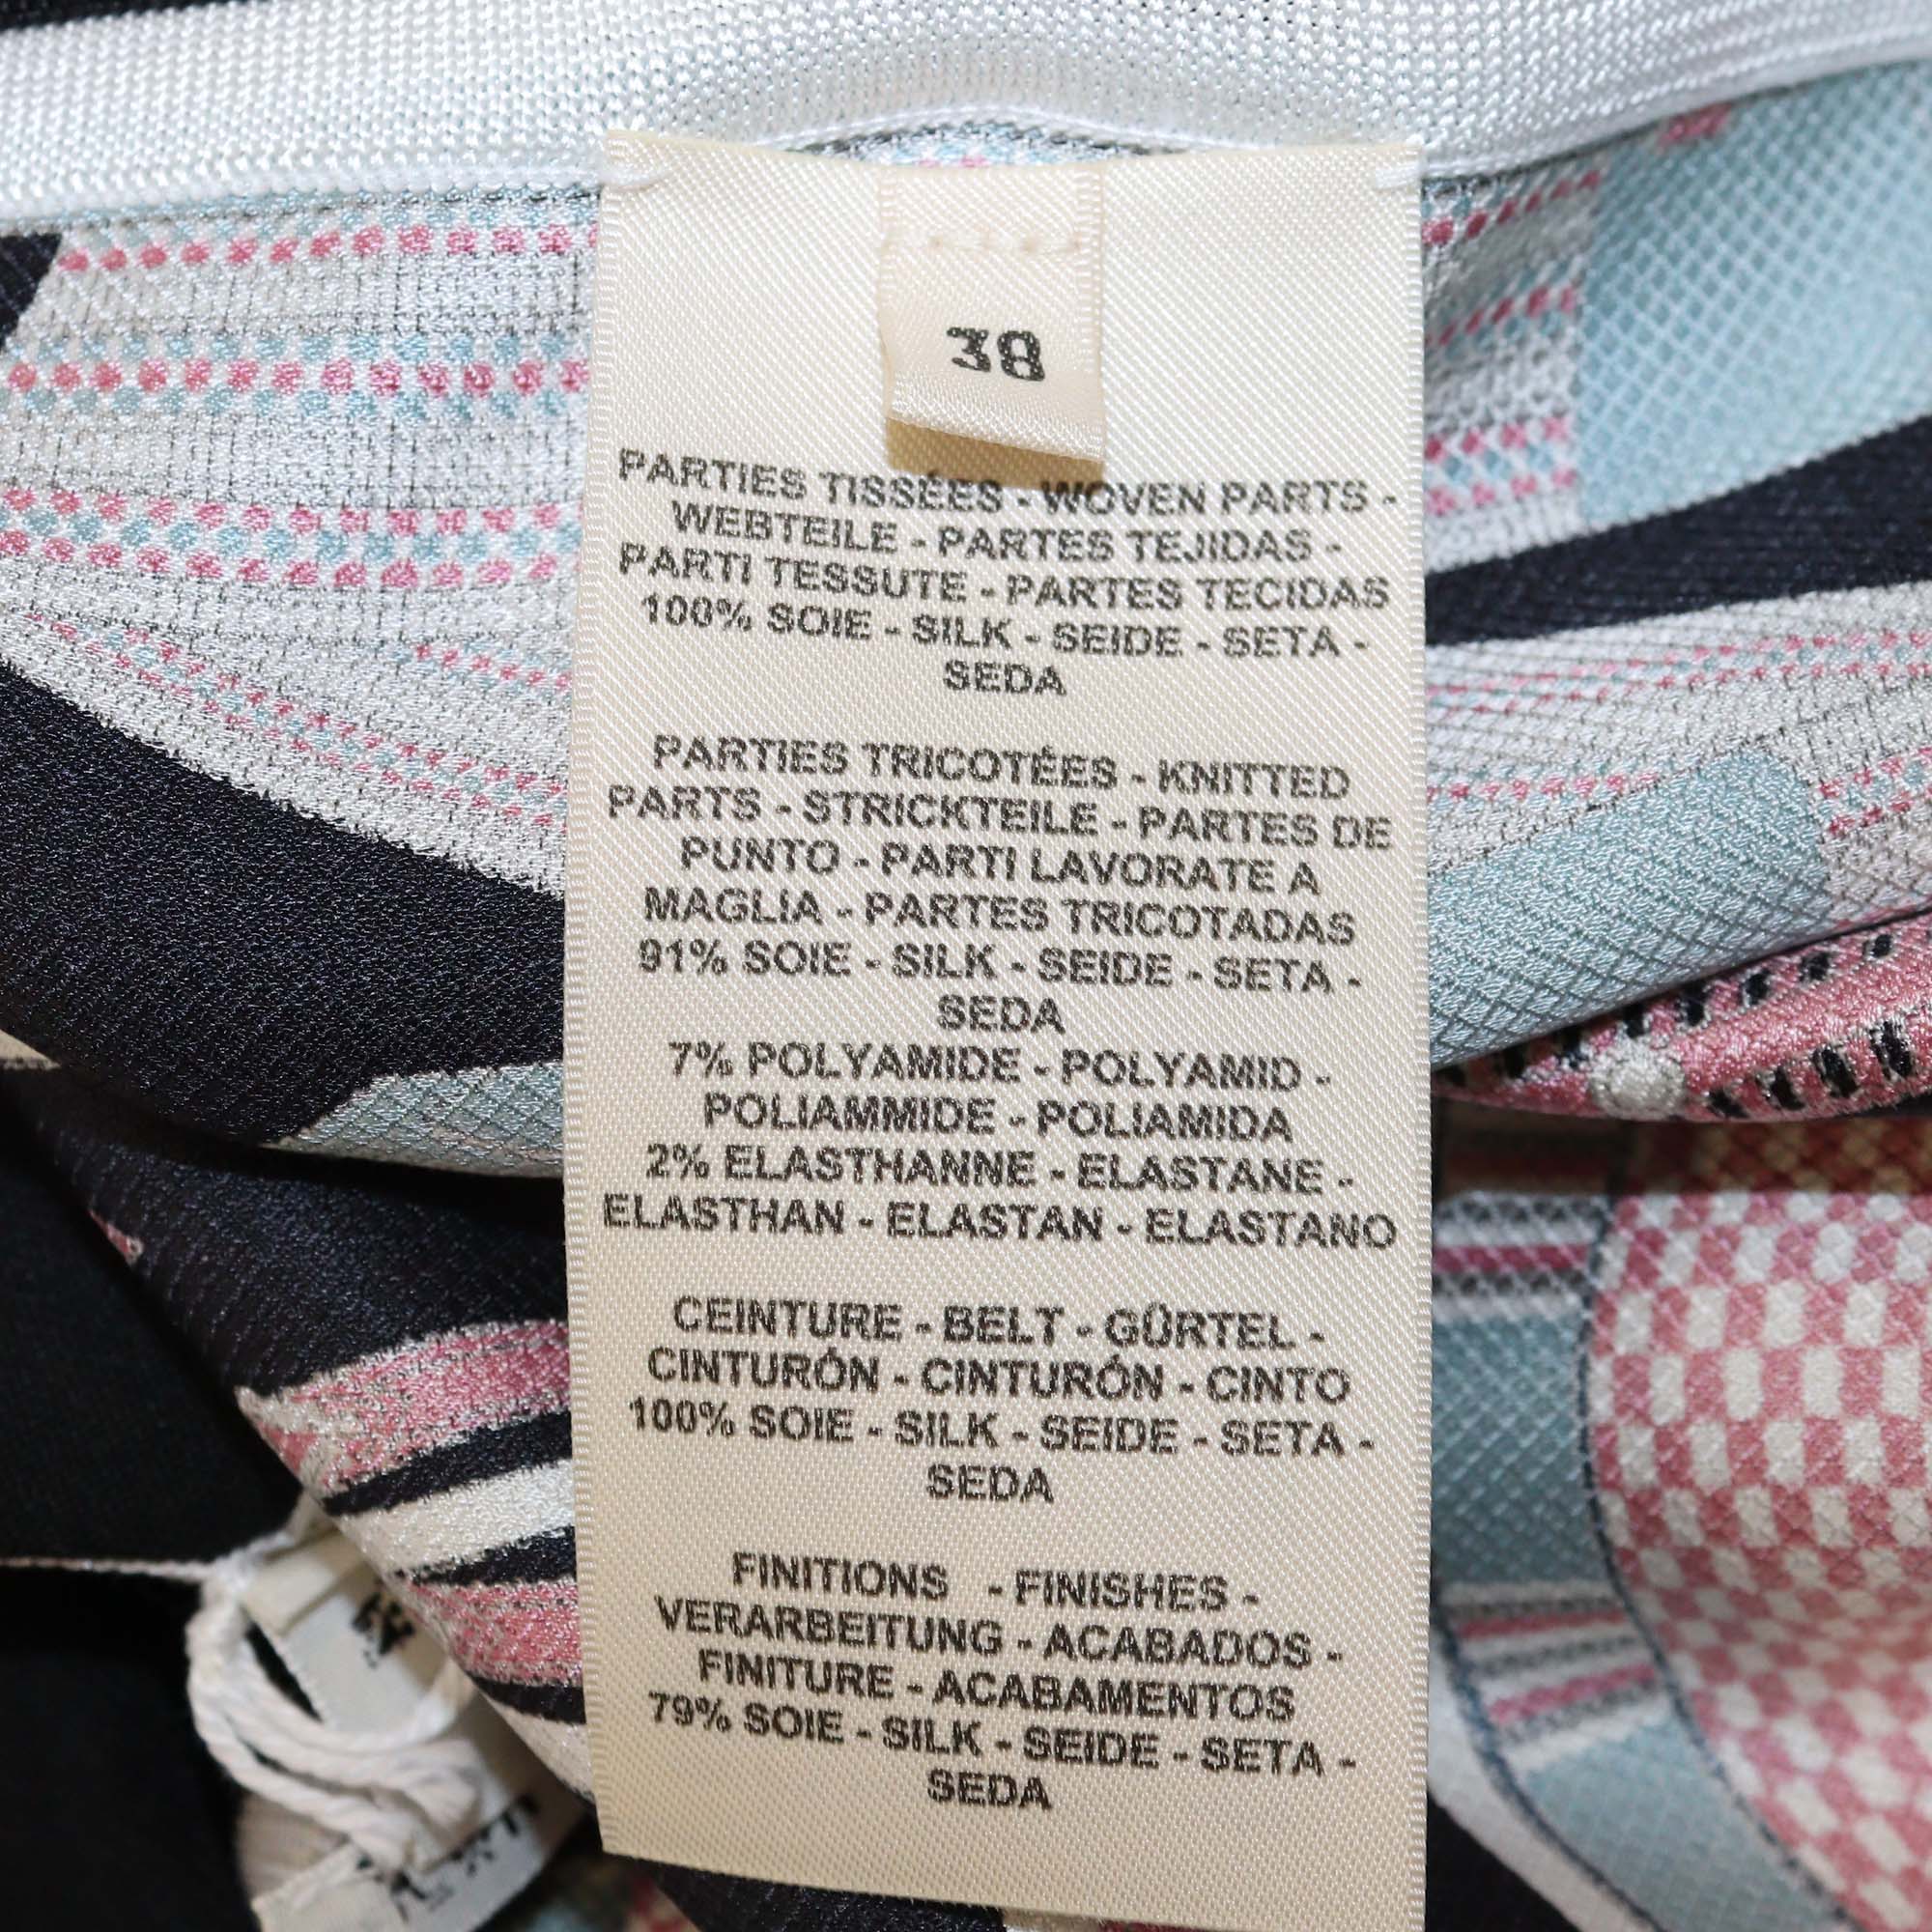 38
PARTIES TISSÉES - WOVEN PARTS -
WEBTEILE - PARTES TEJIDAS -
PARTI TESSUTE - PARTES TECIDAS
100% SOIE - SILK - SEIDE - SETA -
SEDA
PARTIES TRICOTÉES - KNITTED
PARTS - STRICKTEILE - PARTES DE
PUNTO - PARTI LAVORATE A
MAGLIA - PARTES TRICOTADAS
91% SOIE - SILK - SEIDE - SETA -
SEDA
7% POLYAMIDE - POLYAMID -
POLIAMMIDE - POLIAMIDA
2% ELASTHANNE - ELASTANE -
ELASTHAN - ELASTAN - ELASTANO
CEINTURE - BELT - GÜRTEL -
CINTURÓN - CINTURÓN - CINTO
100% SOIE - SILK - SEIDE - SETA -
SEDA
FINITIONS - FINISHES -
VERARBEITUNG - ACABADOS -
FINITURE - ACABAMENTOS
79% SOIE - SILK - SEIDE - SETA -
SEDA